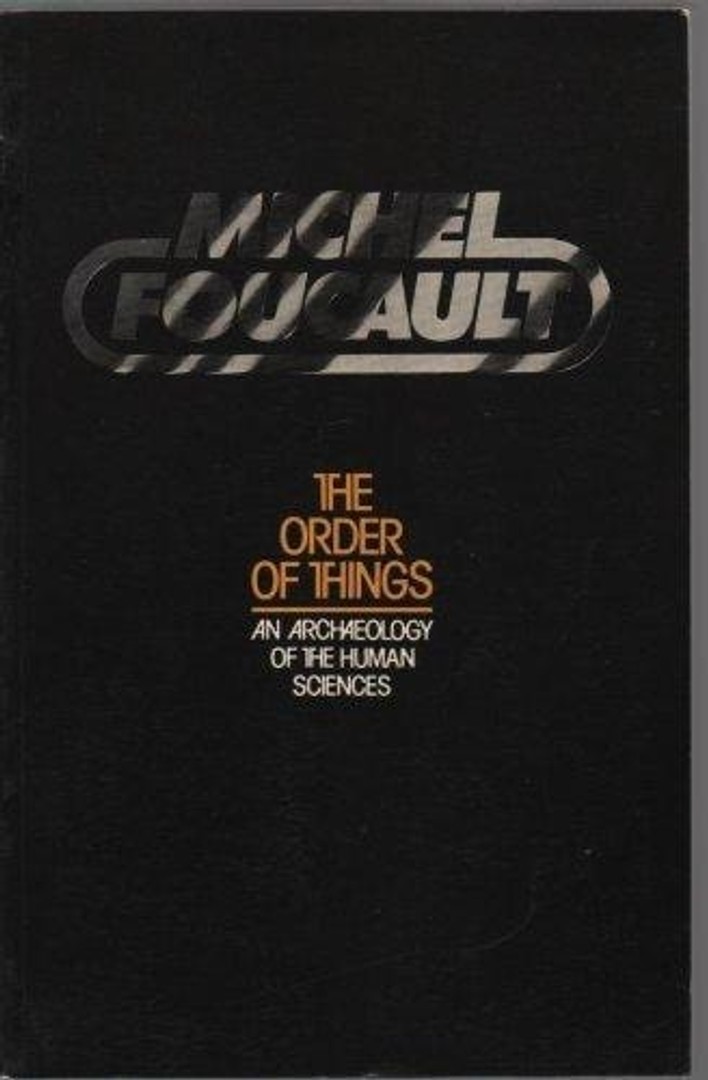 MICHEL
FOUCAULT
THE
ORDER
OF THINGS
AN ARCHAEOLOGY
OF THE HUMAN
SCIENCES